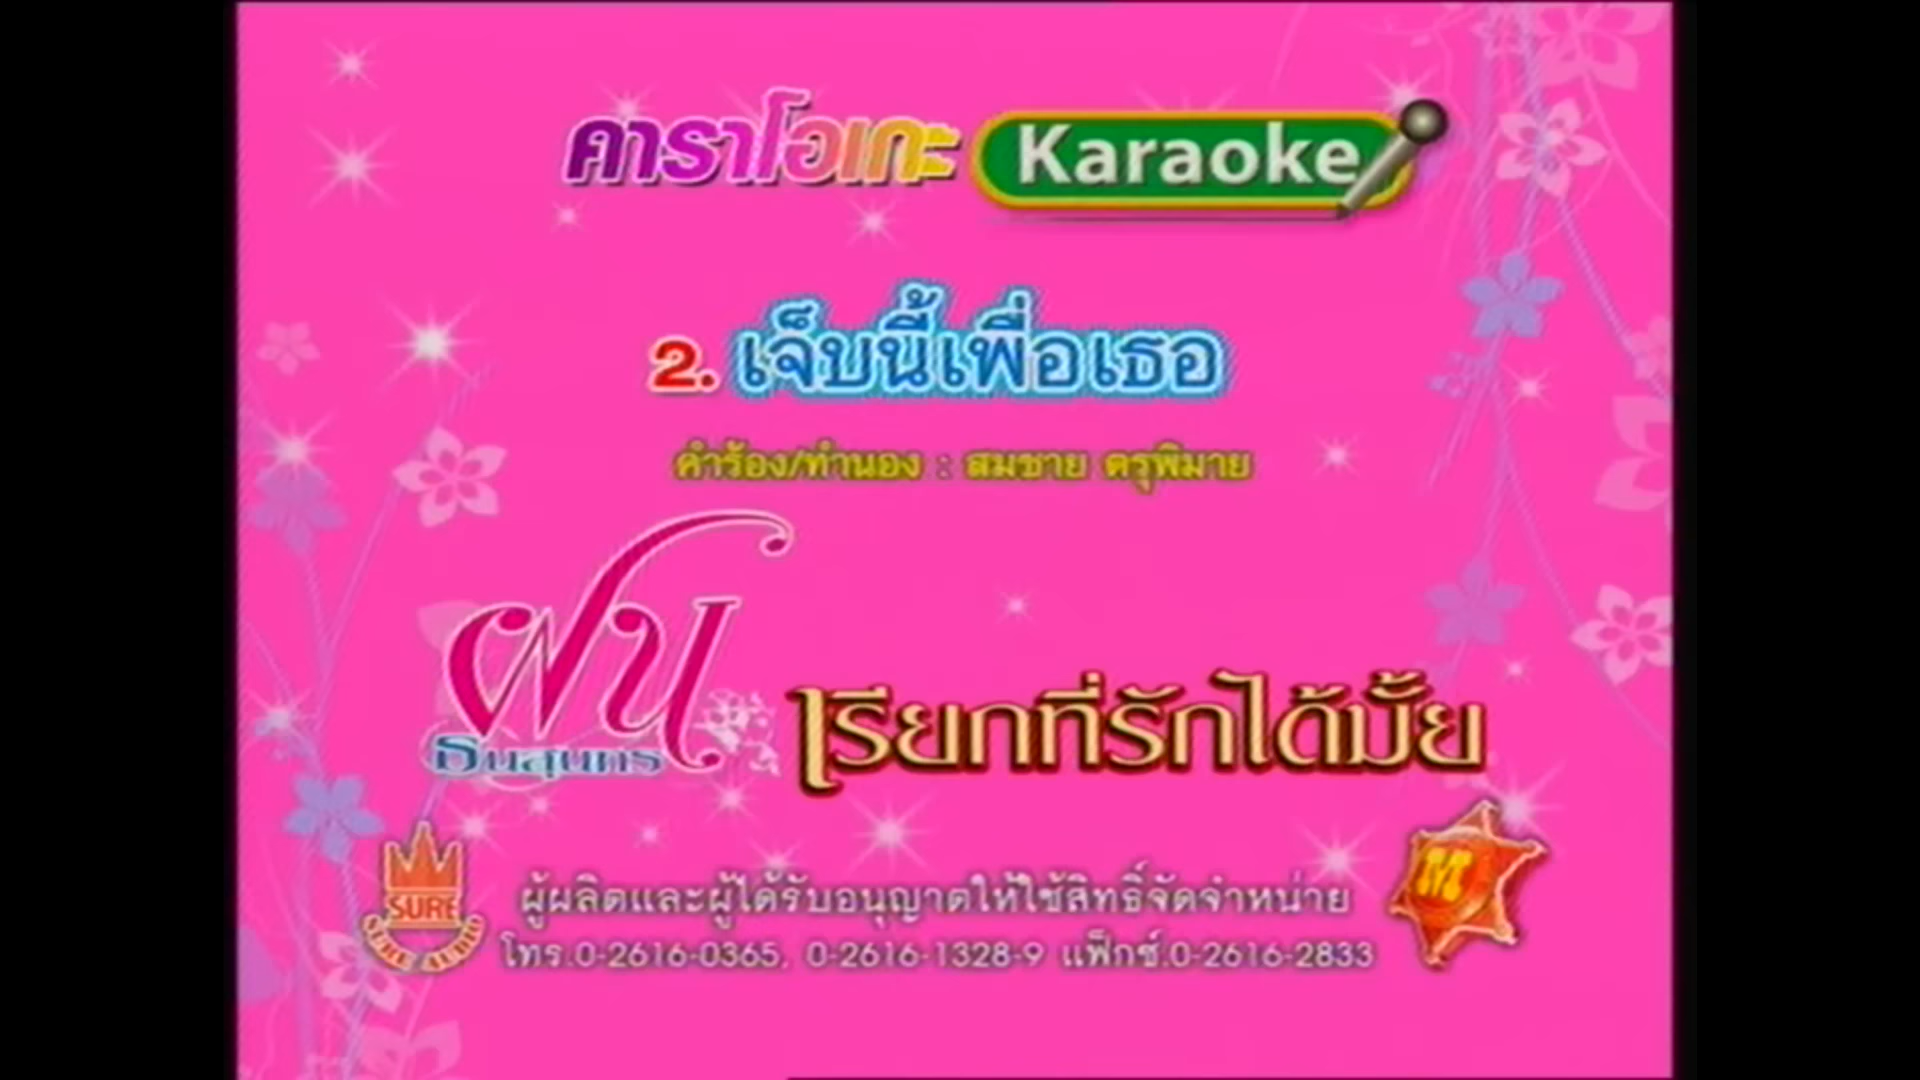 คาราโอเกะ Karaoke
2. เจ็บนี้เพื่อเธอ
คำร้อง/ทำนอง : สมชาย ตรุพิมาย
ฝน
ธนสุนทร
เรียกที่รักได้มั้ย
M
SURE
SURE AUDIO
ผู้ผลิตและผู้ได้รับอนุญาตให้ใช้สิทธิ์จัดจำหน่าย
โทร.0-2616-0365, 0-2616-1328-9 แฟ็กซ์.0-2616-2833